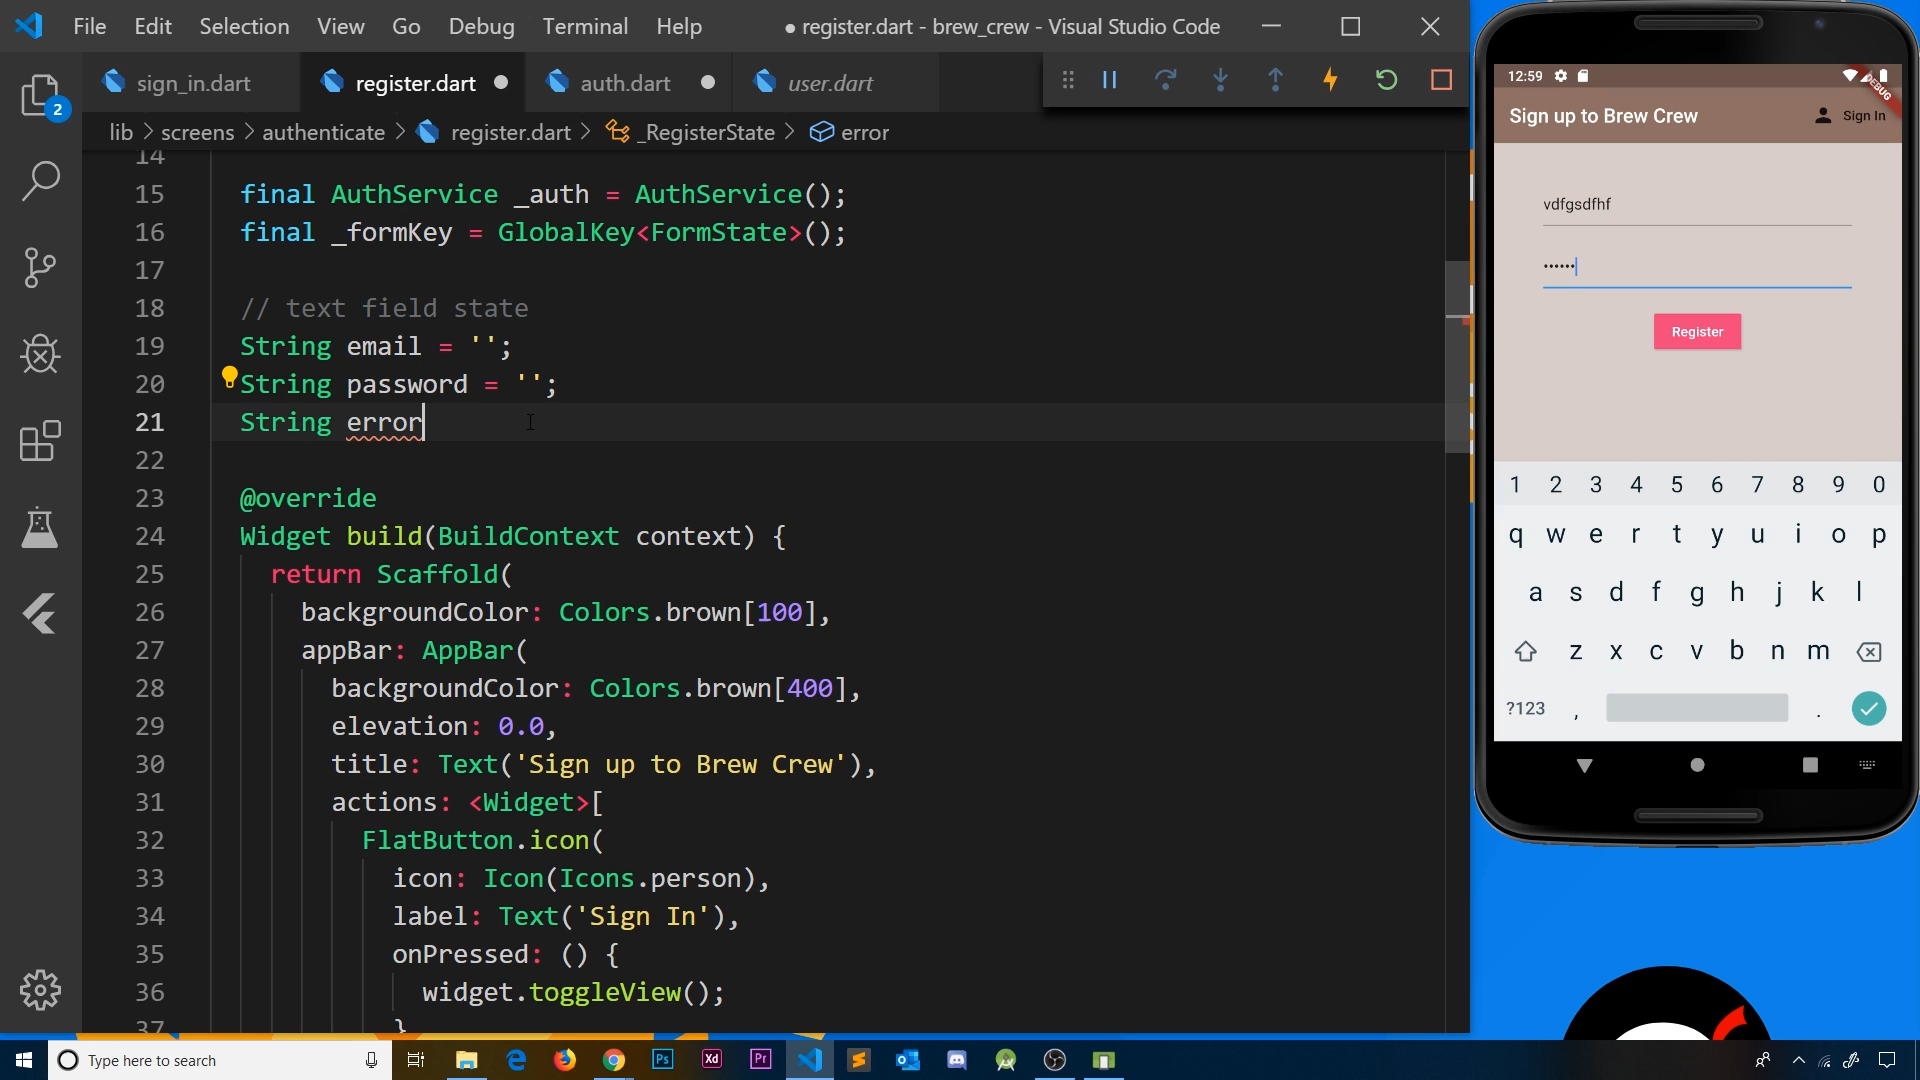 File Edit Selection View Go Debug Terminal Help
● register.dart - brew_crew - Visual Studio Code
sign_in.dart register.dart auth.dart user.dart
lib > screens > authenticate > register.dart > _RegisterState > error
2
14
15 final AuthService _auth = AuthService();
16 final _formKey = GlobalKey<FormState>();
17
18 // text field state
19 String email = '';
20 String password = '';
21 String error
22
23 @override
24 Widget build(BuildContext context) {
25 return Scaffold(
26 backgroundColor: Colors.brown[100],
27 appBar: AppBar(
28 backgroundColor: Colors.brown[400],
29 elevation: 0.0,
30 title: Text('Sign up to Brew Crew'),
31 actions: <Widget>[
32 FlatButton.icon(
33 icon: Icon(Icons.person),
34 label: Text('Sign In'),
35 onPressed: () {
36 widget.toggleView();
37 }
12:59
DEBUG
Sign up to Brew Crew Sign In
vdfgsdfhf
••••••
Register
1 2 3 4 5 6 7 8 9 0
q w e r t y u i o p
a s d f g h j k l
z x c v b n m
?123 , .
Type here to search
Ps Xd Pr